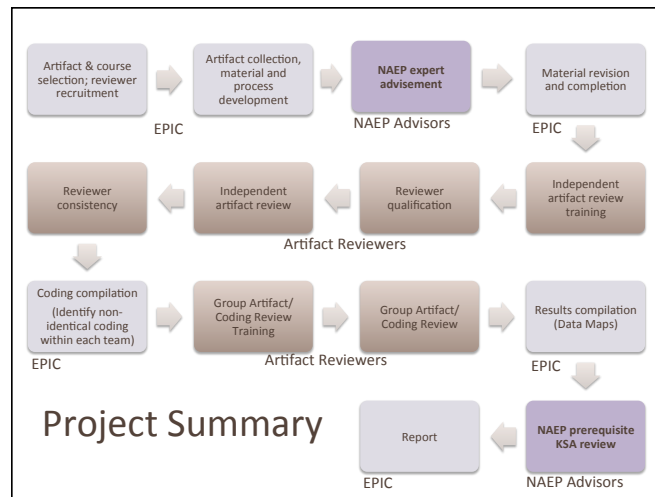 Artifact & course
selection; reviewer
recruitment
Artifact collection,
material and
process
development
NAEP expert
advisement
Material revision
and completion
EPIC
NAEP Advisors
EPIC
Reviewer
consistency
Independent
artifact review
Reviewer
qualification
Independent
artifact review
training
Artifact Reviewers
Coding compilation
(Identify non-
identical coding
within each team)
Group Artifact/
Coding Review
Training
Group Artifact/
Coding Review
Results compilation
(Data Maps)
EPIC
Artifact Reviewers
EPIC
Project Summary
Report
NAEP prerequisite
KSA review
EPIC
NAEP Advisors